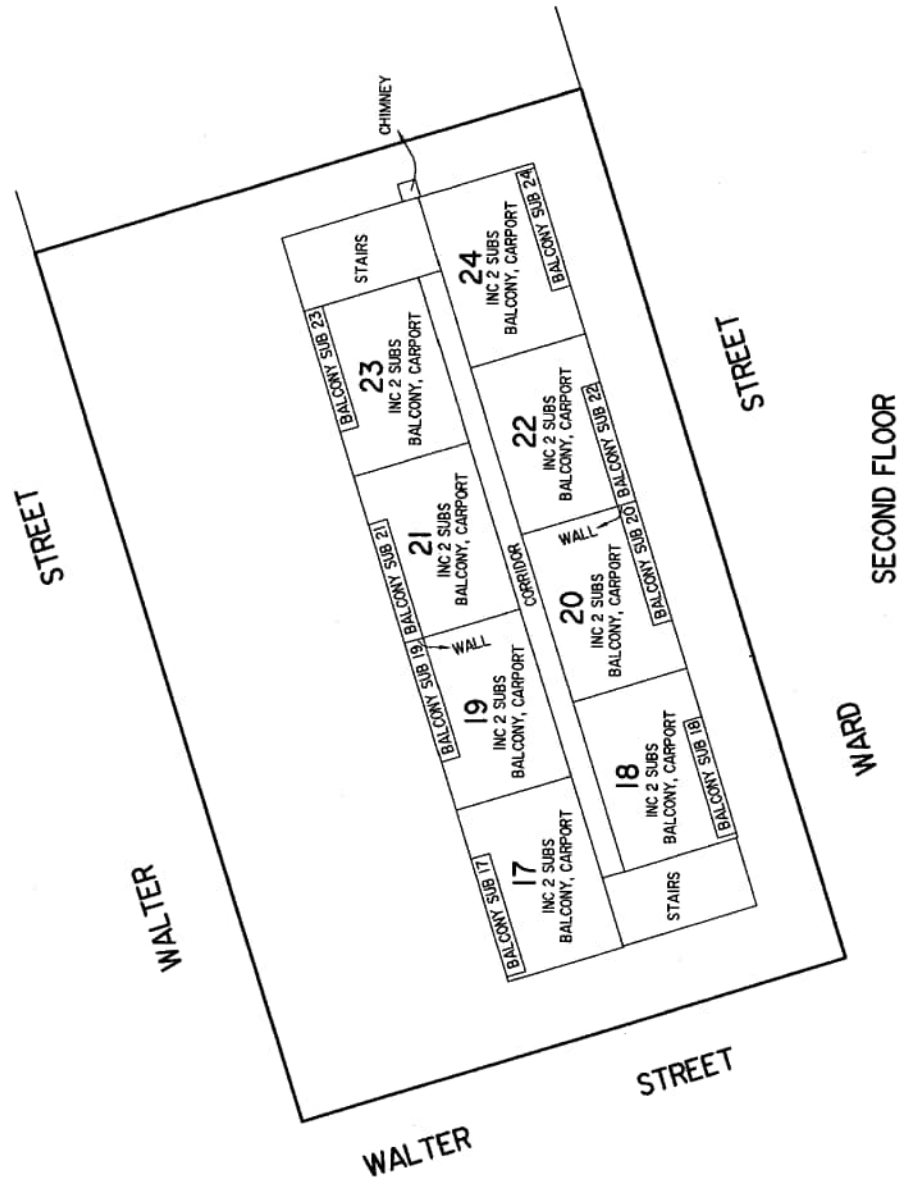 STREET
WALTER
CHIMNEY
STAIRS
BALCONY SUB 23
23
INC 2 SUBS
BALCONY, CARPORT
BALCONY SUB 21
21
INC 2 SUBS
BALCONY, CARPORT
BALCONY SUB 19
WALL
19
INC 2 SUBS
BALCONY, CARPORT
BALCONY SUB 17
17
INC 2 SUBS
BALCONY, CARPORT
CORRIDOR
24
INC 2 SUBS
BALCONY, CARPORT
BALCONY SUB 24
22
INC 2 SUBS
BALCONY, CARPORT
BALCONY SUB 22
WALL
20
INC 2 SUBS
BALCONY, CARPORT
BALCONY SUB 20
18
INC 2 SUBS
BALCONY, CARPORT
BALCONY SUB 18
STAIRS
WALTER
STREET
WARD
STREET
SECOND FLOOR